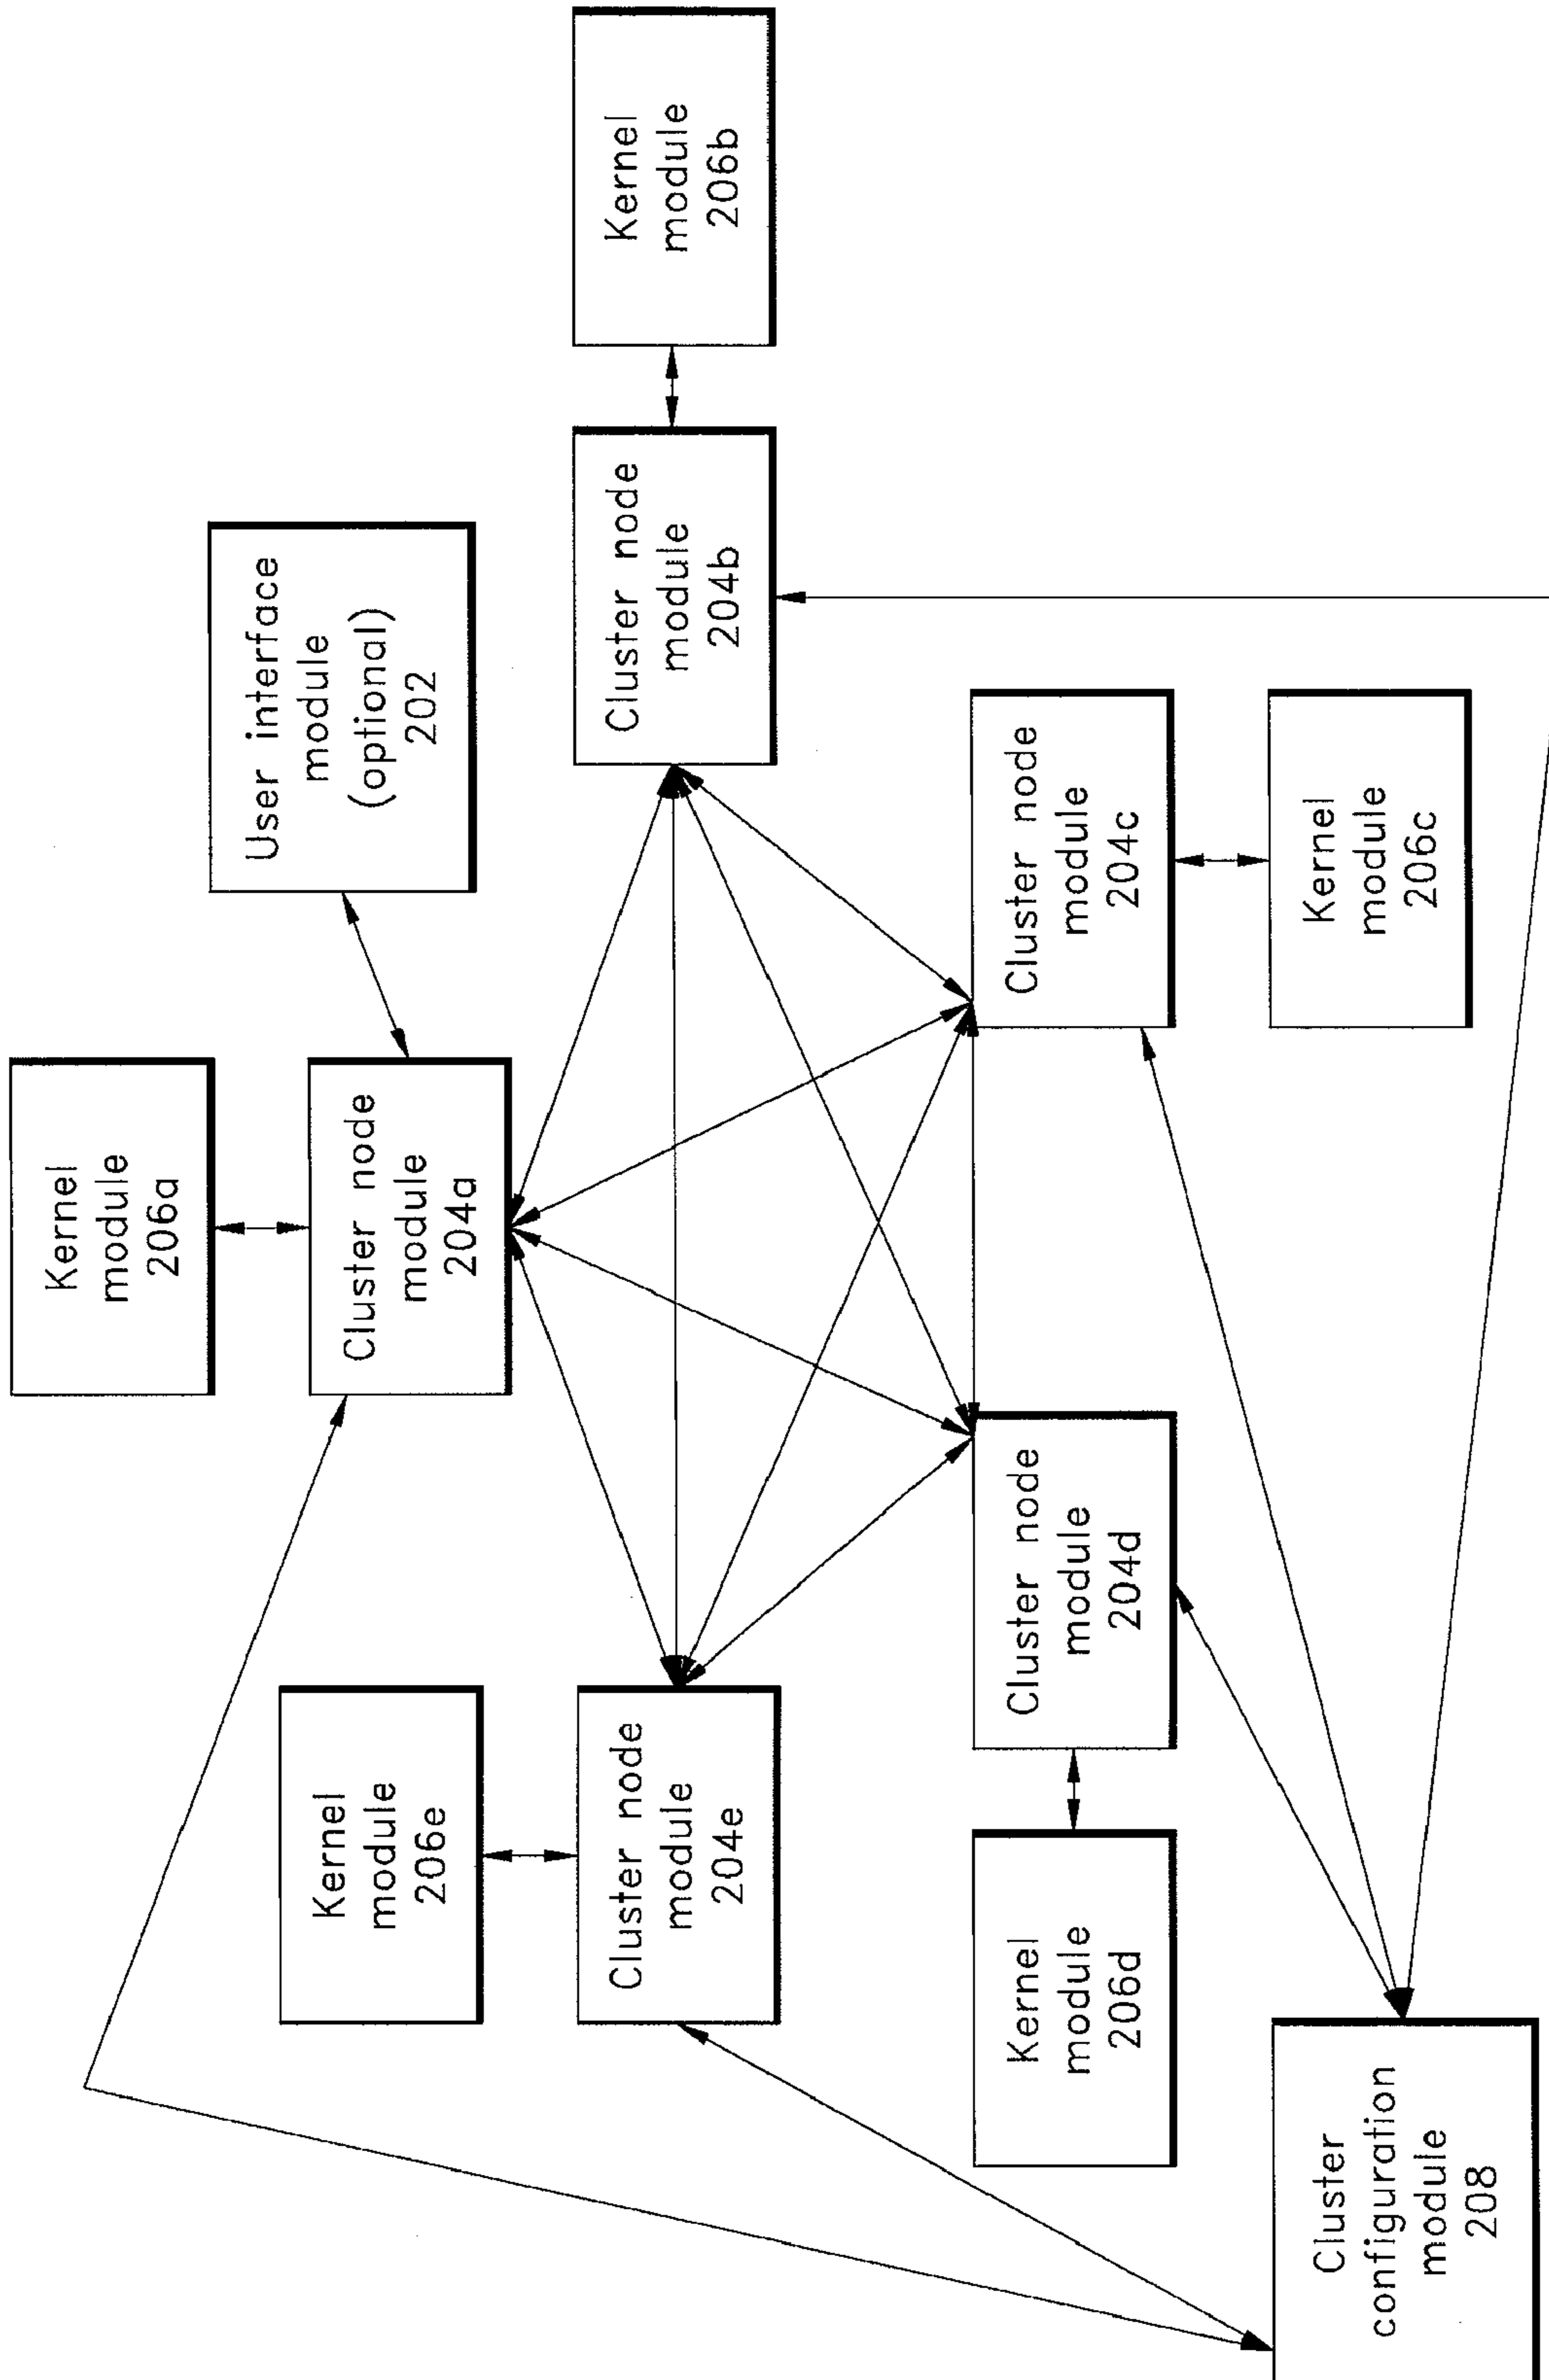 Kernel
module
206a
User interface
module
(optional)
202
Cluster node
module
204a
Kernel
module
206e
Cluster node
module
204e
Cluster node
module
204b
Kernel
module
206b
Cluster node
module
204d
Cluster node
module
204c
Kernel
module
206d
Kernel
module
206c
Cluster
configuration
module
208